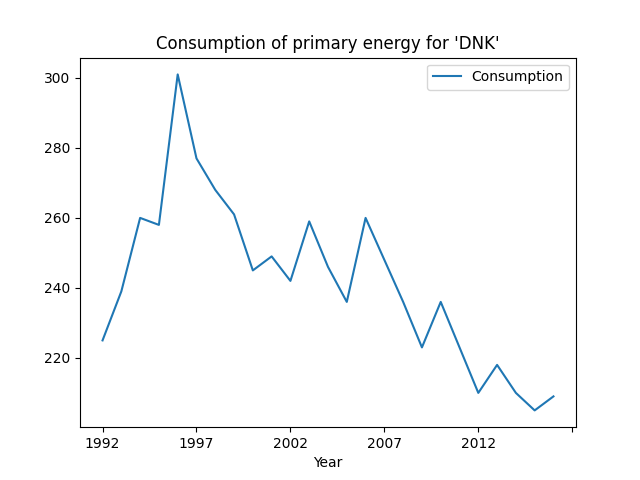 Consumption of primary energy for 'DNK'
Consumption
300
280
260
240
220
1992 1997 2002 2007 2012
Year